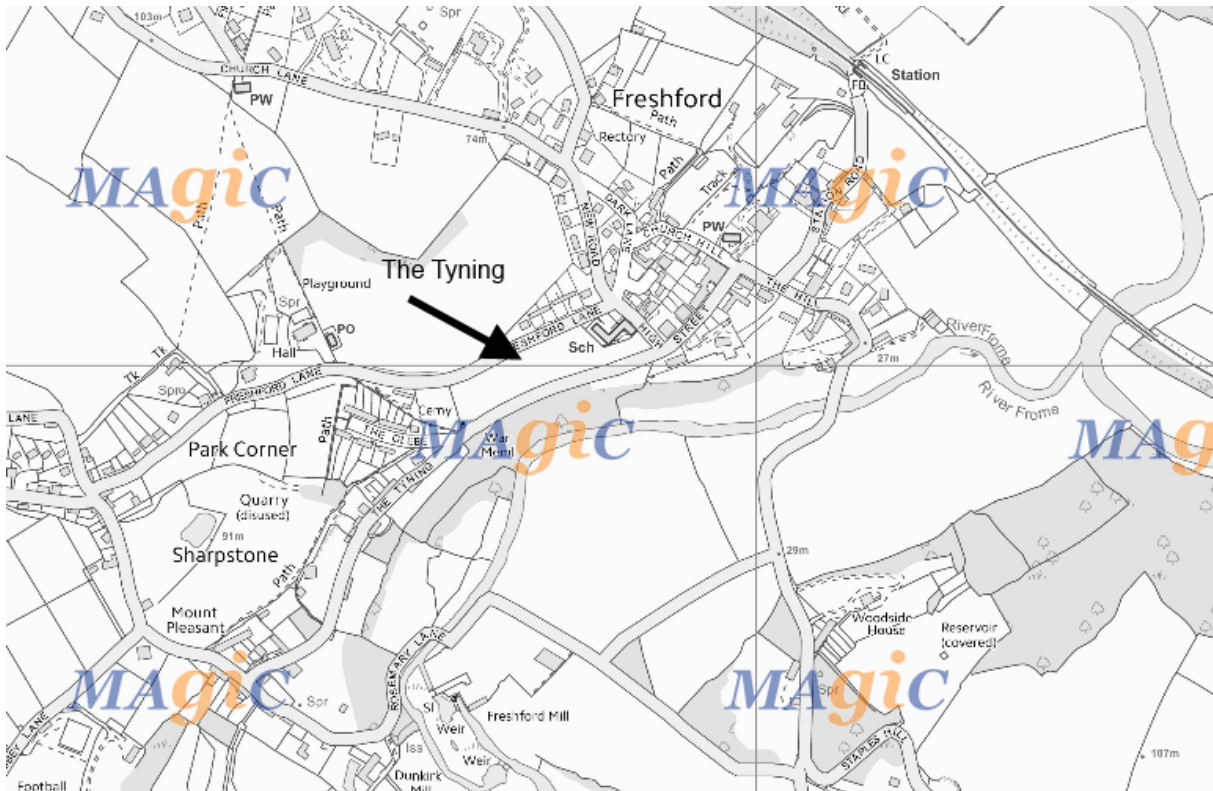 Spr
103m
LC
Station
CHURCH LANE
FB
PW
Freshford
Path
Rectory
74m
MAgiC
MAgiC
Path
Track
STATION ROAD
Path
Path
DARK LANE
NEW ROAD
PW
CHURCH HILL
The Tyning
THE HILL
Playground
Spr
PO
FRESHFORD LANE
HIGH STREET
Sch
River Frome
27m
Hall
Tk
Tk
River Frome
Spr
FRESHFORD LANE
LANE
Cemy
Path
THE GLEBE
MAgiC
MAgiC
War
Meml
Park Corner
THE TYNING
Quarry
(disused)
91m
Sharpstone
29m
Path
Mount
Pleasant
Woodside
House
Reservoir
(covered)
ROSEMARY LANE
MAgiC
MAgiC
Spr
Spr
Sl
Freshford Mill
Weir
Weir
ABBEY LANE
STAPLES HILL
107m
Football
Dunkirk
Mill